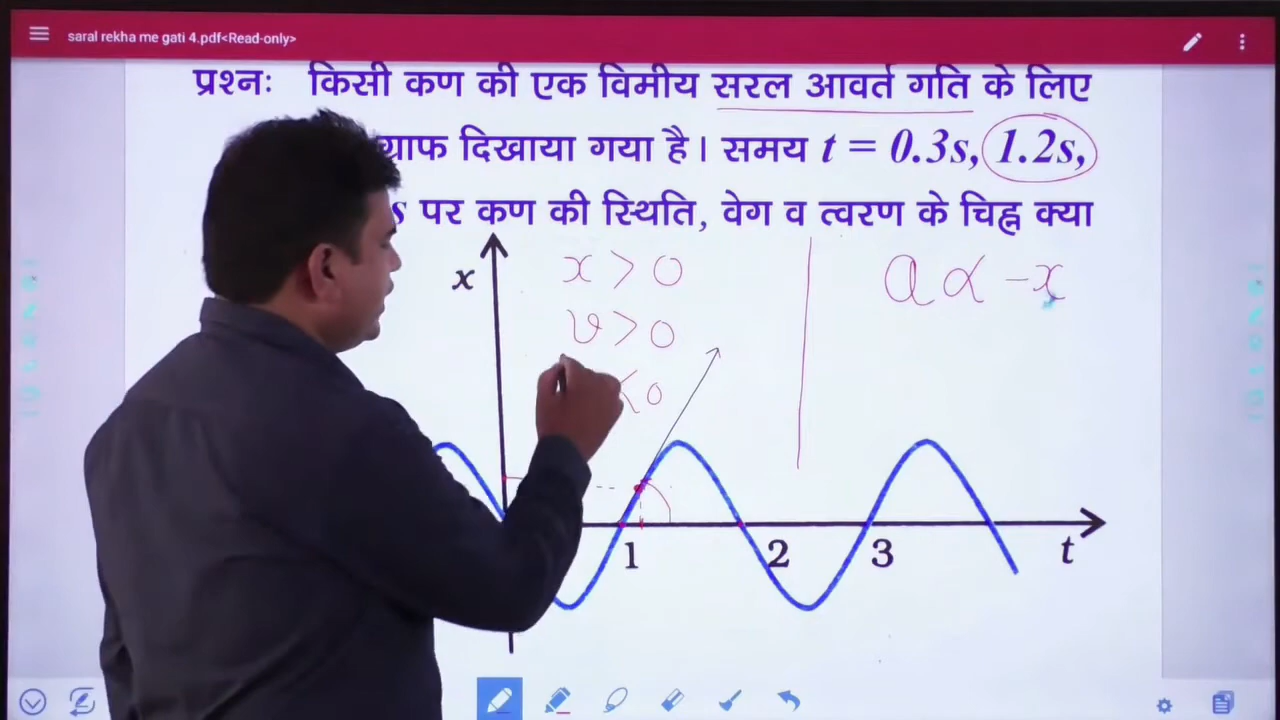 saral rekha me gati 4.pdf<Read-only>
प्रश्नः किसी कण की एक विमीय सरल आवर्त गति के लिए
ग्राफ दिखाया गया है। समय t = 0.3s, 1.2s,
s पर कण की स्थिति, वेग व त्वरण के चिह्न क्या
x
x > 0
a ∝ -x
v > 0
< 0
1
2
3
t